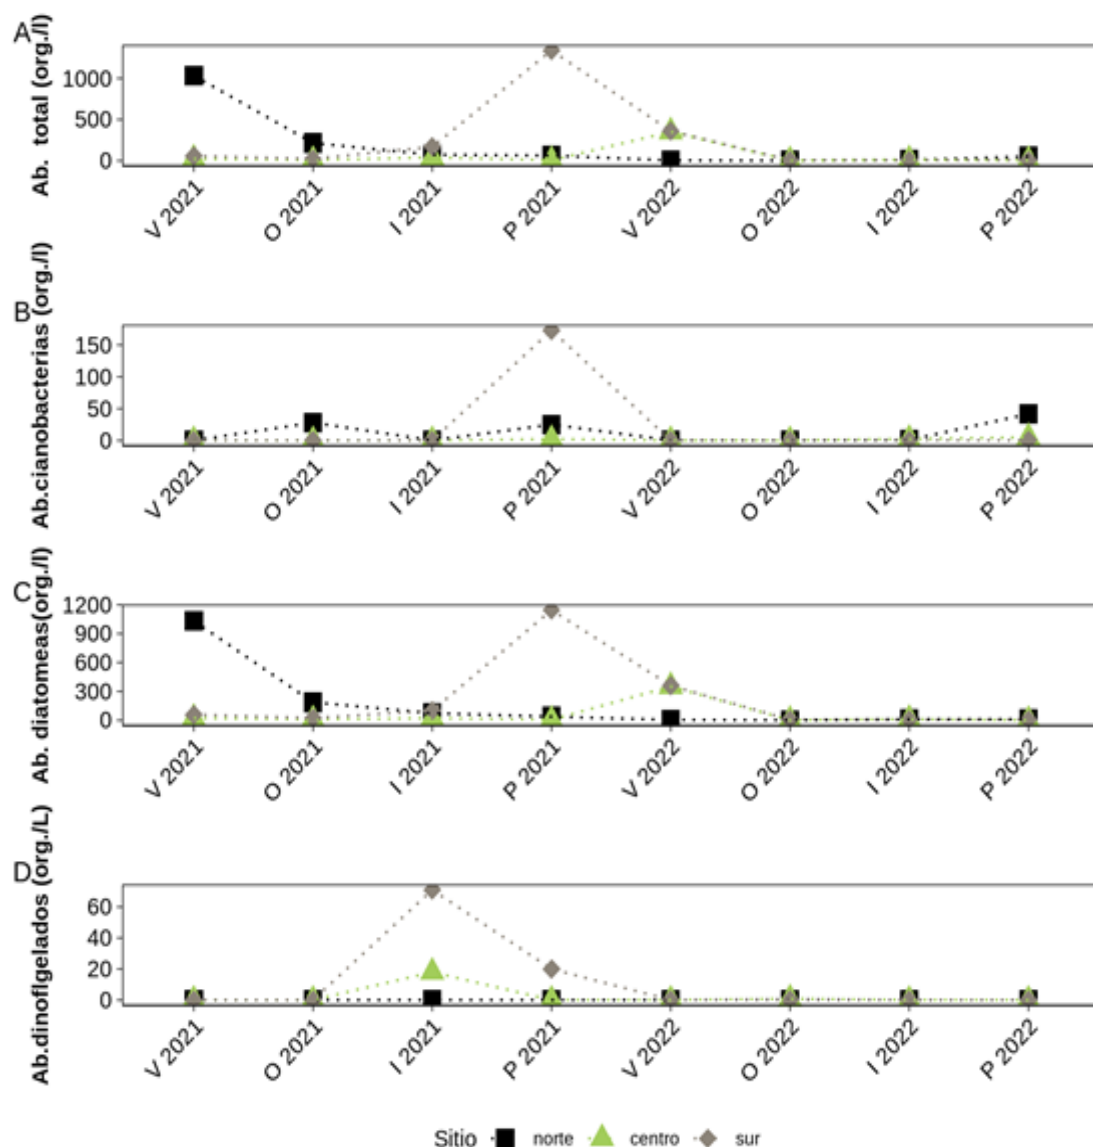 A
Ab. total (org./l)
1000
500
0
V 2021 O 2021 I 2021 P 2021 V 2022 O 2022 I 2022 P 2022
B
Ab.cianobacterias (org./l)
150
100
50
0
V 2021 O 2021 I 2021 P 2021 V 2022 O 2022 I 2022 P 2022
C
Ab. diatomeas(org./l)
1200
900
600
300
0
V 2021 O 2021 I 2021 P 2021 V 2022 O 2022 I 2022 P 2022
D
Ab.dinoflgelados (org./L)
60
40
20
0
V 2021 O 2021 I 2021 P 2021 V 2022 O 2022 I 2022 P 2022
Sitio norte centro sur